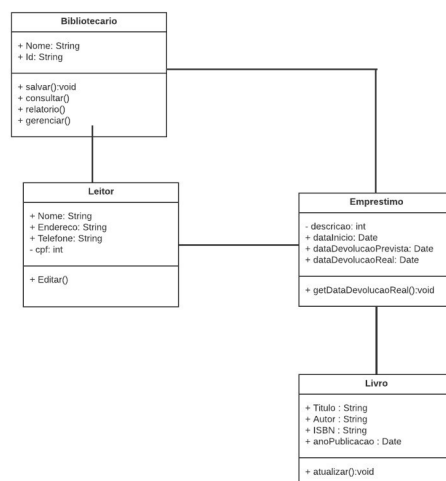 Bibliotecario
+ Nome: String
+ Id: String
+ salvar():void
+ consultar()
+ relatorio()
+ gerenciar()
Leitor
+ Nome: String
+ Endereco: String
+ Telefone: String
- cpf: int
+ Editar()
Emprestimo
- descricao: int
+ dataInicio: Date
+ dataDevolucaoPrevista: Date
+ dataDevolucaoReal: Date
+ getDataDevolucaoReal():void
Livro
+ Titulo : String
+ Autor : String
+ ISBN : String
+ anoPublicacao : Date
+ atualizar():void